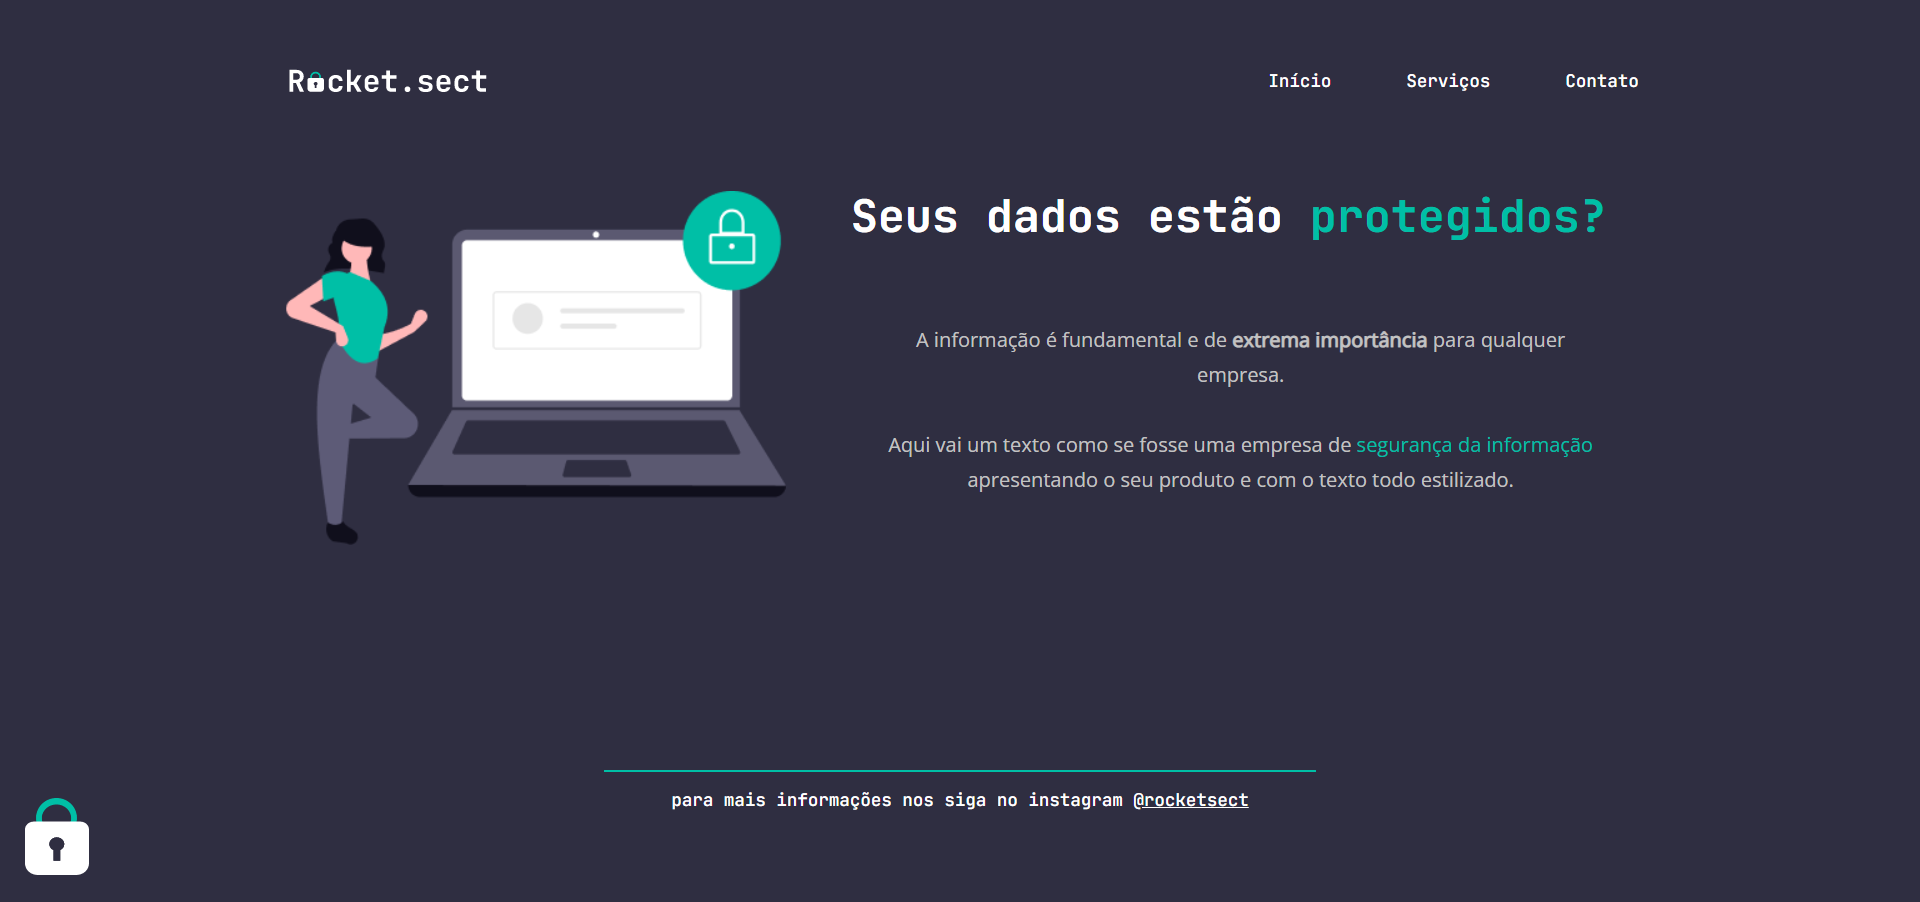 Rocket.sect
Início Serviços Contato
Seus dados estão protegidos?
A informação é fundamental e de extrema importância para qualquer
empresa.
Aqui vai um texto como se fosse uma empresa de segurança da informação
apresentando o seu produto e com o texto todo estilizado.
para mais informações nos siga no instagram @rocketsect